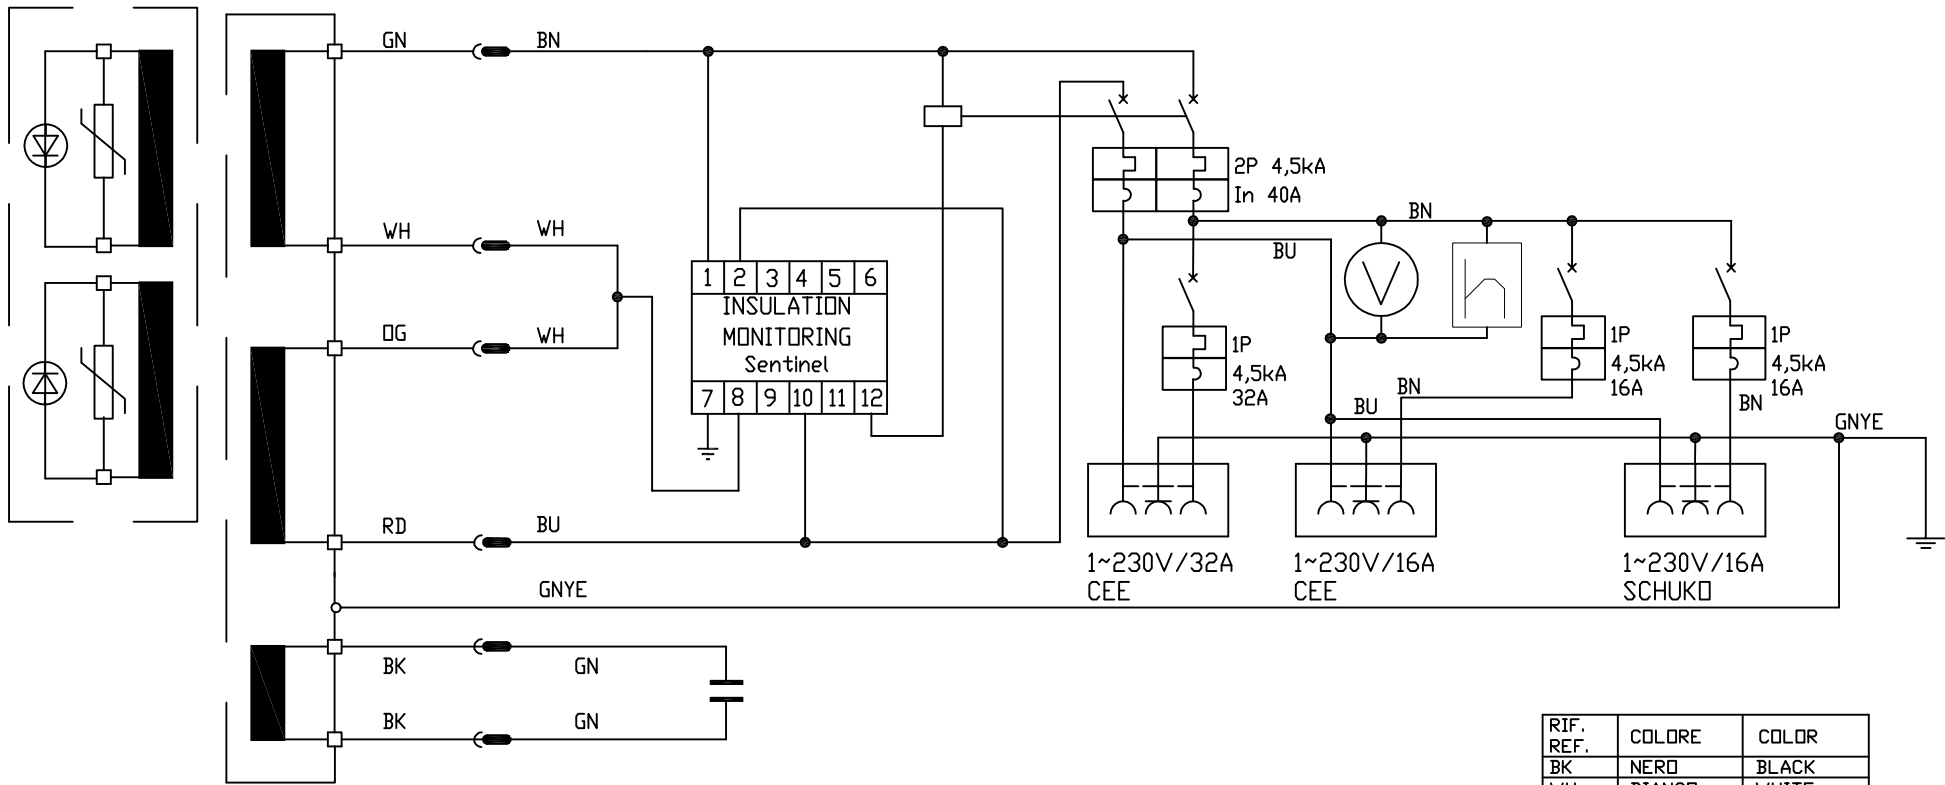 GN
BN
WH
WH
OG
WH
RD
BU
GNYE
BK
GN
BK
GN
1 2 3 4 5 6
INSULATION
MONITORING
Sentinel
7 8 9 10 11 12
2P 4,5kA
In 40A
BN
BU
V
1P
4,5kA
32A
1P
4,5kA
16A
1P
4,5kA
16A
BN
BU
BN
GNYE
1~230V/32A
CEE
1~230V/16A
CEE
1~230V/16A
SCHUKO
RIF. COLORE COLOR
REF.
BK NERO BLACK